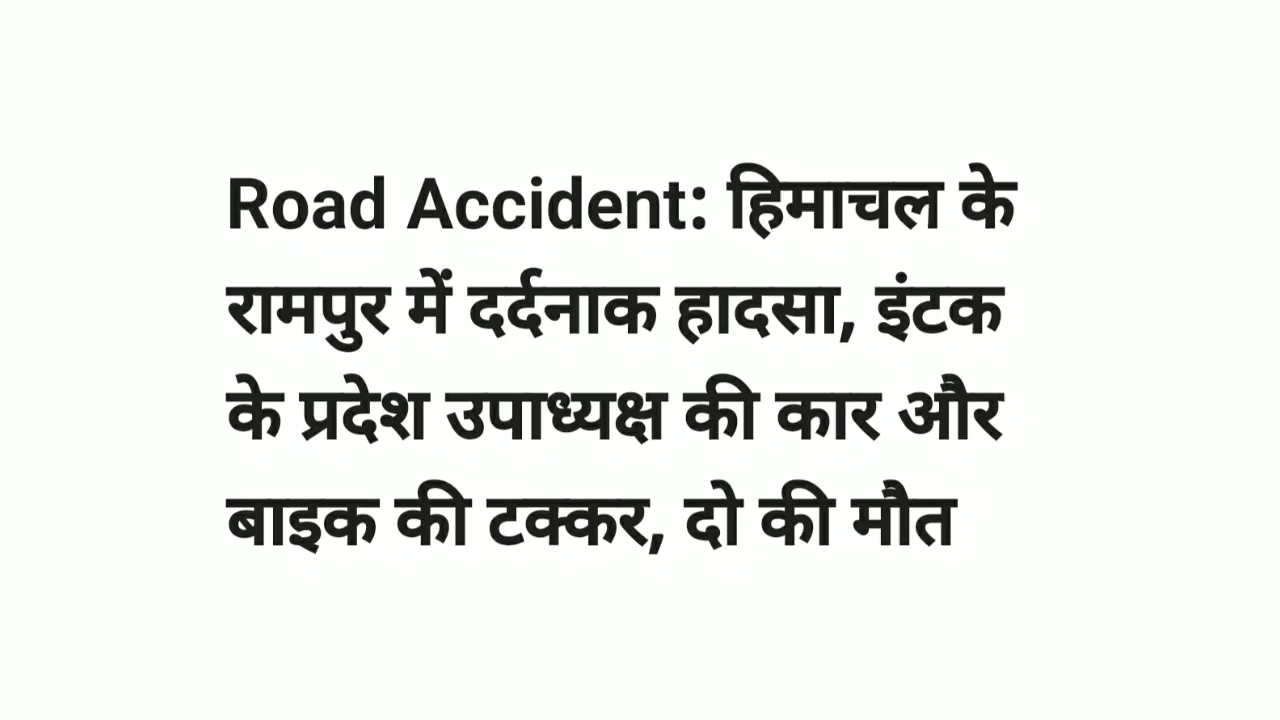 Road Accident: हिमाचल के
रामपुर में दर्दनाक हादसा, इंटक
के प्रदेश उपाध्यक्ष की कार और
बाइक की टक्कर, दो की मौत